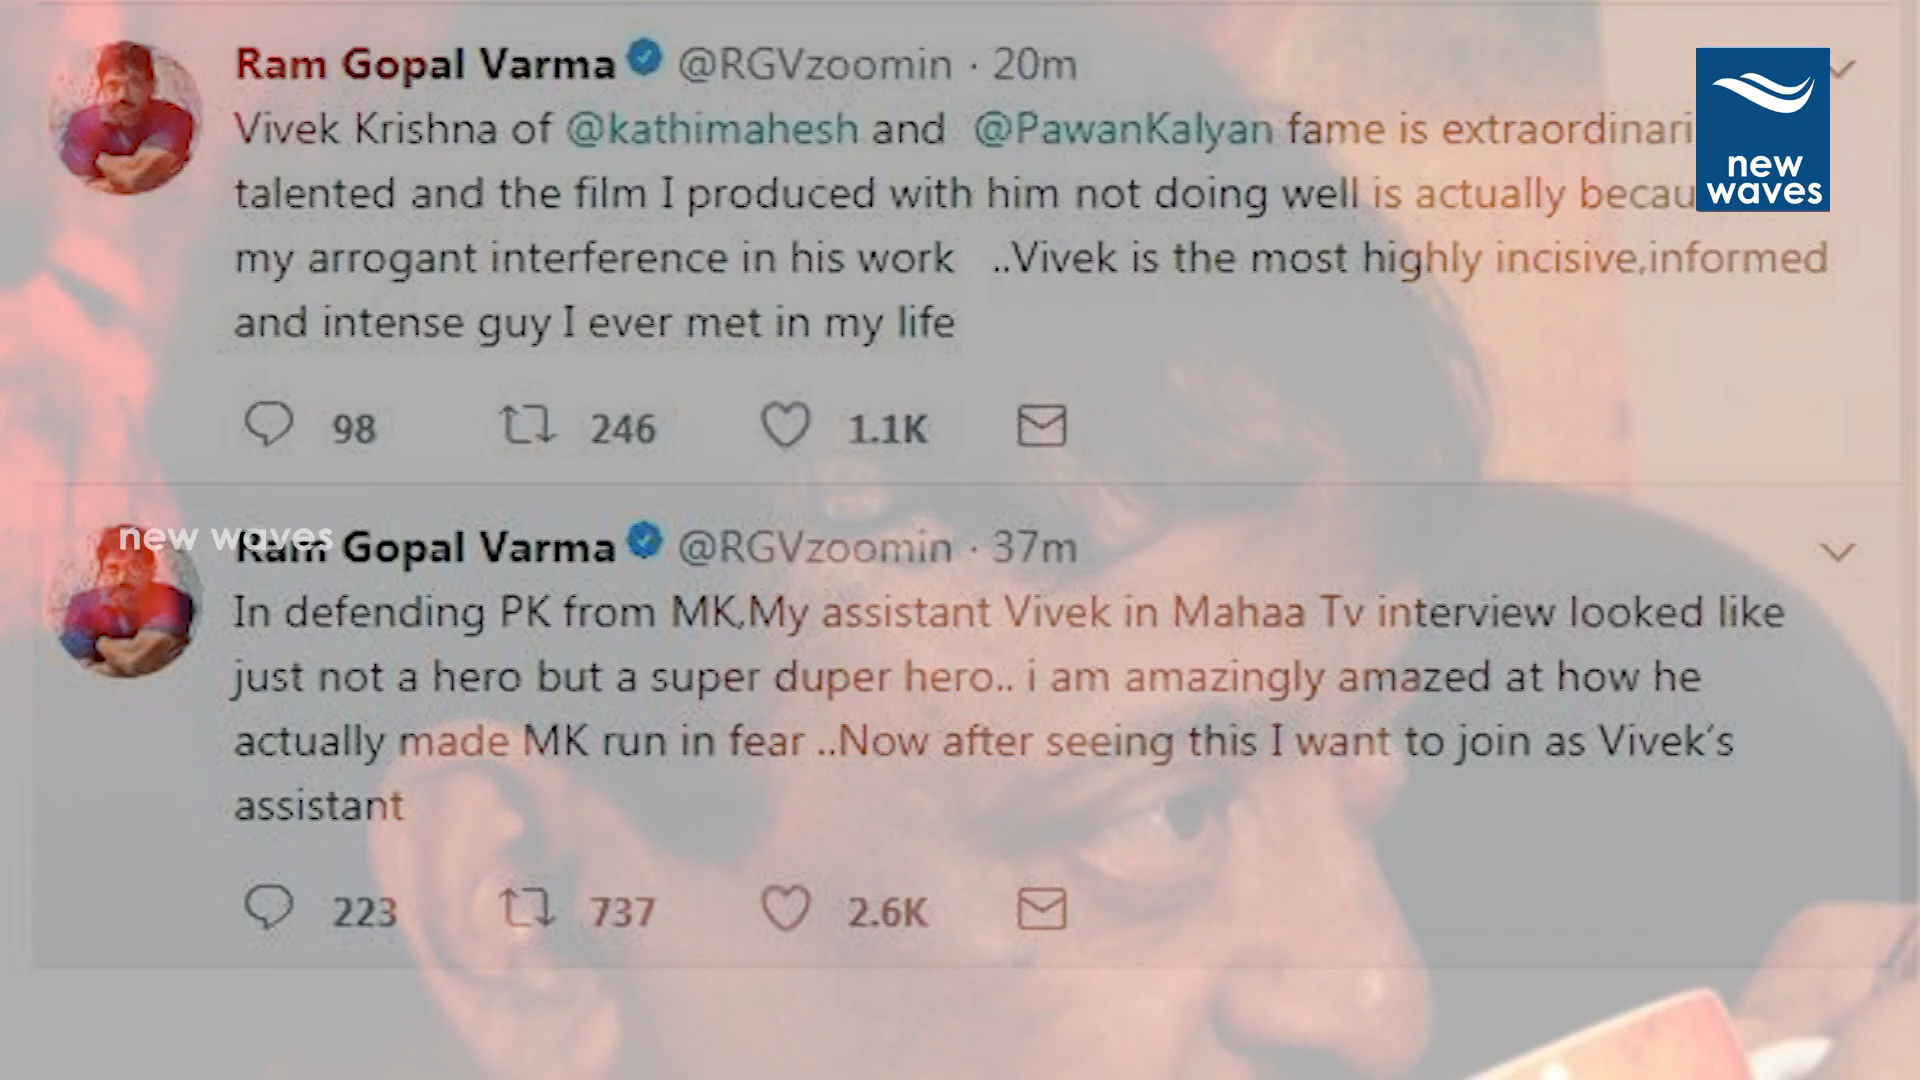 Ram Gopal Varma @RGVzoomin · 20m
Vivek Krishna of @kathimahesh and @PawanKalyan fame is
talented and the film I produced with him not doing well is actually
my arrogant interference in his work ..Vivek is the most highly incisive,informed
and intense guy I ever met in my life
98 246 1.1K
new
waves
new waves
Ram Gopal Varma @RGVzoomin · 37m
In defending PK from MK,My assistant Vivek in Mahaa Tv interview looked like
just not a hero but a super duper hero.. i am amazingly amazed at how he
actually made MK run in fear ..Now after seeing this I want to join as Vivek's
assistant
223 737 2.6K